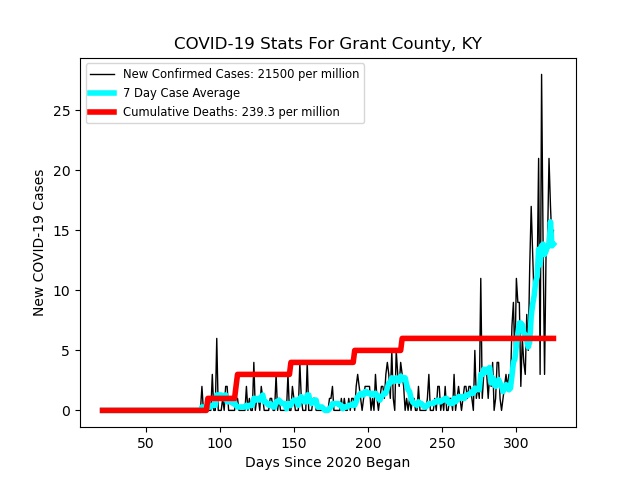 COVID-19 Stats For Grant County, KY
New Confirmed Cases: 21500 per million
7 Day Case Average
Cumulative Deaths: 239.3 per million
New COVID-19 Cases
25
20
15
10
5
0
50 100 150 200 250 300
Days Since 2020 Began